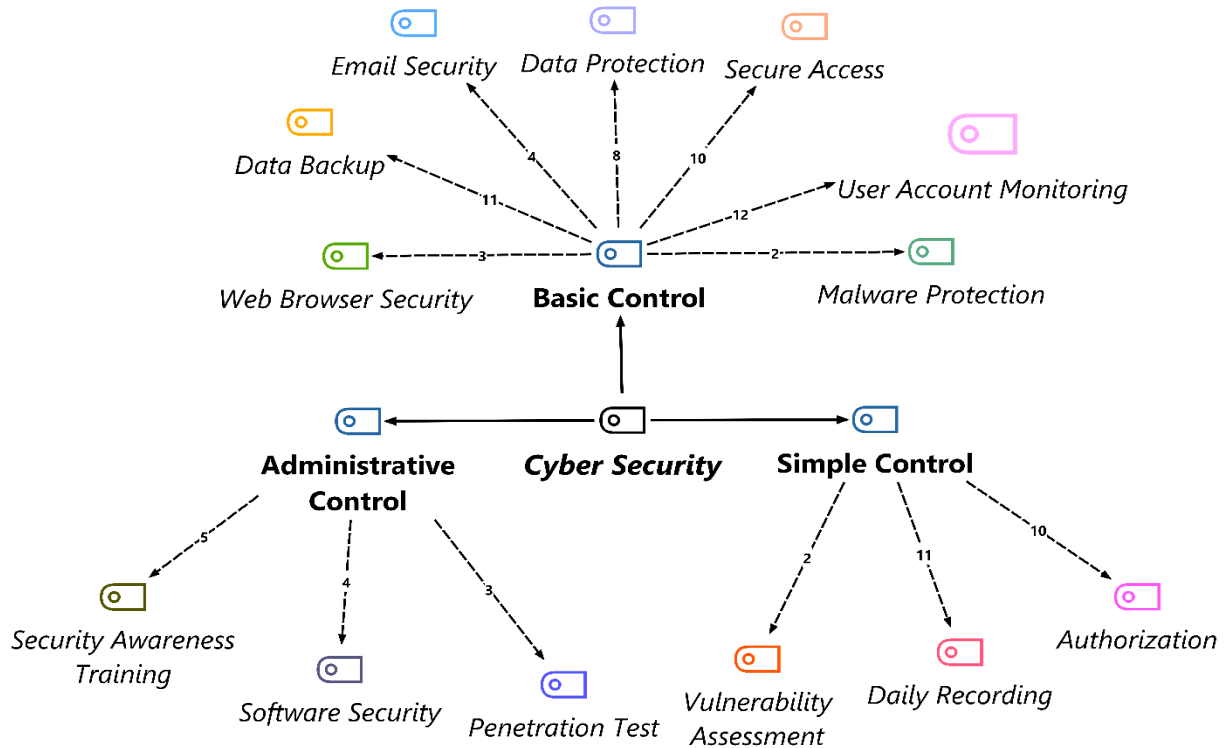 Email Security
Data Protection
Secure Access
Data Backup
User Account Monitoring
4
8
10
11
12
Web Browser Security
3
2
Malware Protection
Basic Control
Administrative
Control
Cyber Security
Simple Control
5
4
3
2
11
10
Security Awareness
Training
Software Security
Penetration Test
Vulnerability
Assessment
Daily Recording
Authorization